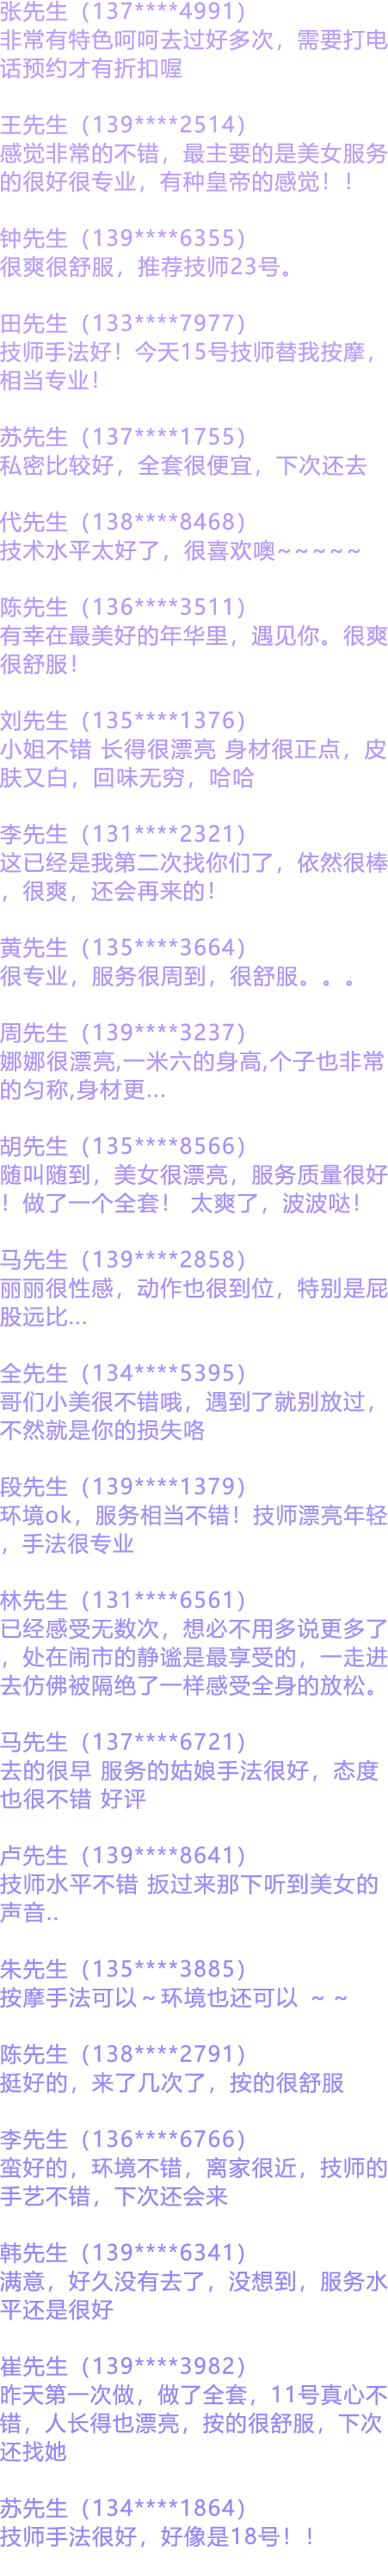 张先生（137****4991）
非常有特色呵呵去过好多次，需要打电
话预约才有折扣喔
王先生（139****2514）
感觉非常的不错，最主要的是美女服务
的很好很专业，有种皇帝的感觉！！
钟先生（139****6355）
很爽很舒服，推荐技师23号。
田先生（133****7977）
技师手法好！今天15号技师替我按摩，
相当专业！
苏先生（137****1755）
私密比较好，全套很便宜，下次还去
代先生（138****8468）
技术水平太好了，很喜欢噢~~~~~
陈先生（136****3511）
有幸在最美好的年华里，遇见你。很爽
很舒服！
刘先生（135****1376）
小姐不错 长得很漂亮 身材很正点，皮
肤又白，回味无穷，哈哈
李先生（131****2321）
这已经是我第二次找你们了，依然很棒
，很爽，还会再来的！
黄先生（135****3664）
很专业，服务很周到，很舒服。。。
周先生（139****3237）
娜娜很漂亮,一米六的身高,个子也非常
的匀称,身材更...
胡先生（135****8566）
随叫随到，美女很漂亮，服务质量很好
！做了一个全套！ 太爽了，波波哒！
马先生（139****2858）
丽丽很性感，动作也很到位，特别是屁
股远比...
全先生（134****5395）
哥们小美很不错哦，遇到了就别放过，
不然就是你的损失咯
段先生（139****1379）
环境ok，服务相当不错！技师漂亮年轻
，手法很专业
林先生（131****6561）
已经感受无数次，想必不用多说更多了
，处在闹市的静谧是最享受的，一走进
去仿佛被隔绝了一样感受全身的放松。
马先生（137****6721）
去的很早 服务的姑娘手法很好，态度
也很不错 好评
卢先生（139****8641）
技师水平不错 扳过来那下听到美女的
声音..
朱先生（135****3885）
按摩手法可以～环境也还可以 ～～
陈先生（138****2791）
挺好的，来了几次了，按的很舒服
李先生（136****6766）
蛮好的，环境不错，离家很近，技师的
手艺不错，下次还会来
韩先生（139****6341）
满意，好久没有去了，没想到，服务水
平还是很好
崔先生（139****3982）
昨天第一次做，做了全套，11号真心不
错，人长得也漂亮，按的很舒服，下次
还找她
苏先生（134****1864）
技师手法很好，好像是18号！！